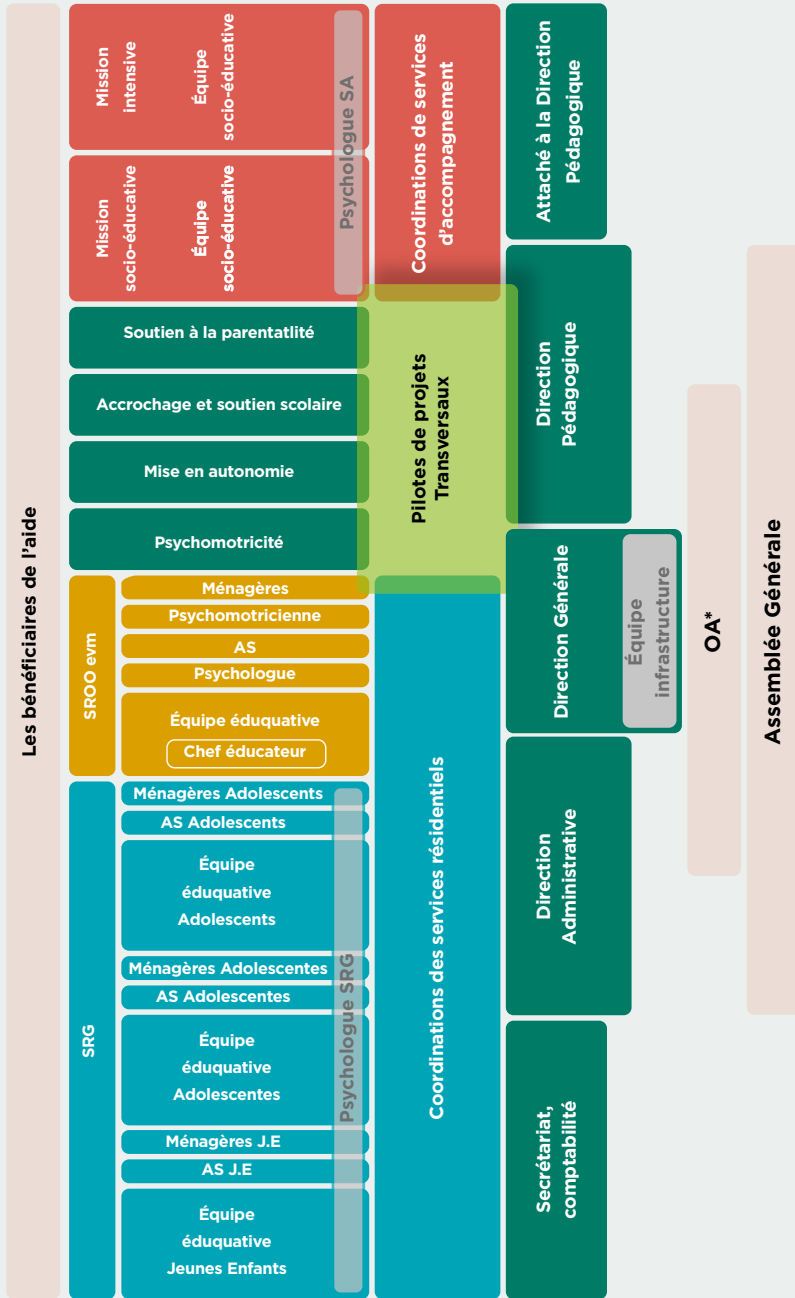 Les bénéficiaires de l'aide
Mission
intensive
Équipe
socio-éducative
Mission
socio-éducative
Équipe
socio-éducative
Psychologue SA
Soutien à la parentatlité
Accrochage et soutien scolaire
Mise en autonomie
Psychomotricité
SROO evm
Ménagères
Psychomotricienne
AS
Psychologue
Équipe éduquative
Chef éducateur
SRG
Ménagères Adolescents
AS Adolescents
Équipe
éduquative
Adolescents
Ménagères Adolescentes
AS Adolescentes
Équipe
éduquative
Adolescentes
Ménagères J.E
AS J.E
Équipe
éduquative
Jeunes Enfants
Psychologue SRG
Coordinations de services
d'accompagnement
Pilotes de projets
Transversaux
Coordinations des services résidentiels
Attaché à la Direction
Pédagogique
Direction
Pédagogique
Direction Générale
Équipe
infrastructure
Direction
Administrative
Secrétariat,
comptabilité
OA*
Assemblée Générale